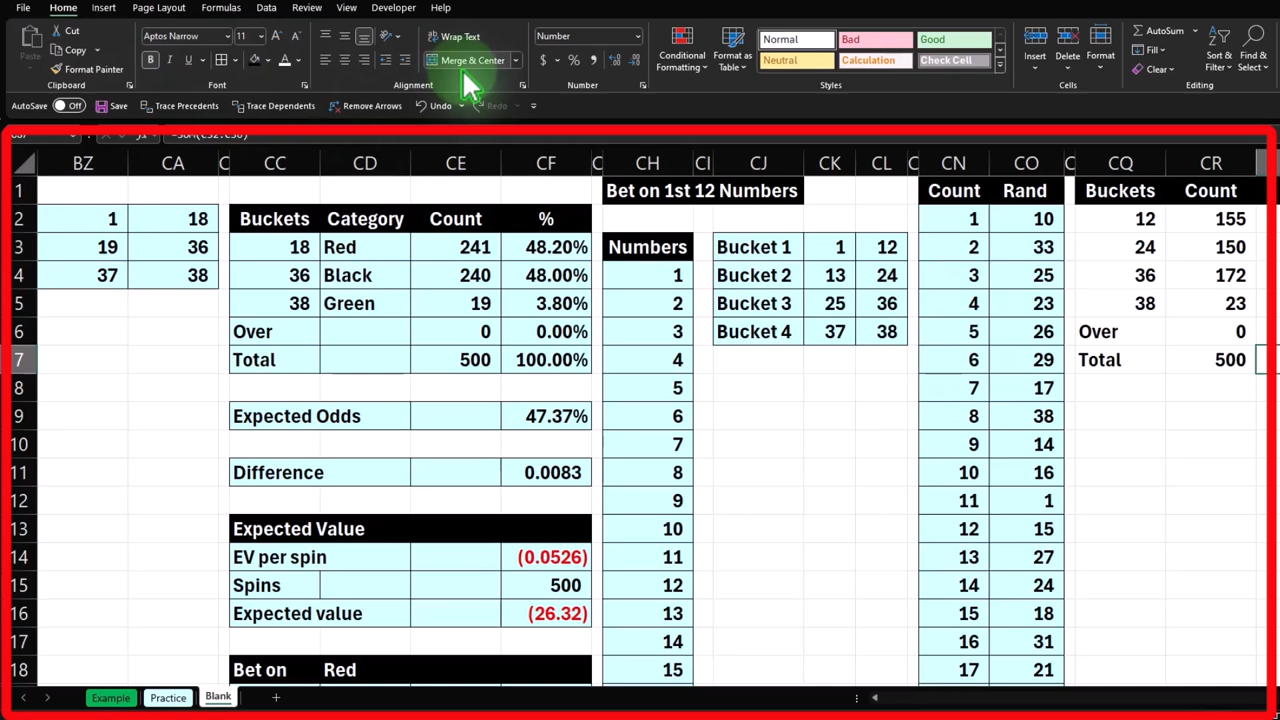 File Home Insert Page Layout Formulas Data Review View Developer Help
Cut Aptos Narrow 11 Wrap Text Number Normal Bad Good AutoSum
Paste Copy Conditional Formatting Format as Table Insert Delete Format Fill Sort & Filter Find & Select
Format Painter B I U Merge & Center $ % Neutral Calculation Check Cell Clear
Clipboard Font Alignment Number Styles Cells Editing
AutoSave Off Save Trace Precedents Trace Dependents Remove Arrows Undo Redo
BZ CA C CC CD CE CF C CH CI CJ CK CL C CN CO C CQ CR
1 Bet on 1st 12 Numbers Count Rand Buckets Count
2 1 18 Buckets Category Count % 1 10 12 155
3 19 36 18 Red 241 48.20% Numbers Bucket 1 1 12 2 33 24 150
4 37 38 36 Black 240 48.00% 1 Bucket 2 13 24 3 25 36 172
5 38 Green 19 3.80% 2 Bucket 3 25 36 4 23 38 23
6 Over 0 0.00% 3 Bucket 4 37 38 5 26 Over 0
7 Total 500 100.00% 4 6 29 Total 500
8 5 7 17
9 Expected Odds 47.37% 6 8 38
10 7 9 14
11 Difference 0.0083 8 10 16
12 9 11 1
13 Expected Value 10 12 15
14 EV per spin (0.0526) 11 13 27
15 Spins 500 12 14 24
16 Expected value (26.32) 13 15 18
17 14 16 31
18 Bet on Red 15 17 21
Example Practice Blank